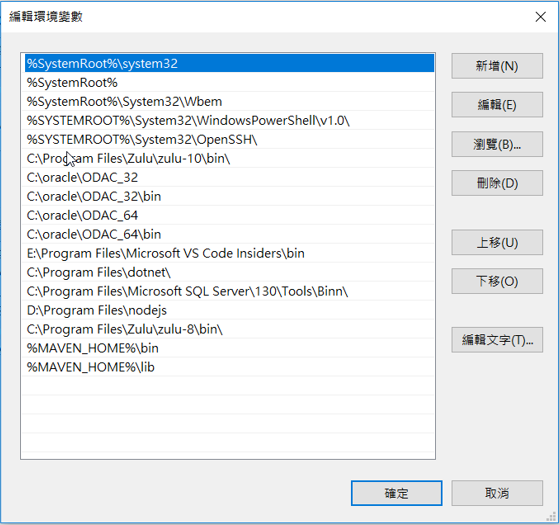 編輯環境變數
%SystemRoot%\system32
%SystemRoot%
%SystemRoot%\System32\Wbem
%SYSTEMROOT%\System32\WindowsPowerShell\v1.0\
%SYSTEMROOT%\System32\OpenSSH\
C:\Program Files\Zulu\zulu-10\bin\
C:\oracle\ODAC_32
C:\oracle\ODAC_32\bin
C:\oracle\ODAC_64
C:\oracle\ODAC_64\bin
E:\Program Files\Microsoft VS Code Insiders\bin
C:\Program Files\dotnet\
C:\Program Files\Microsoft SQL Server\130\Tools\Binn\
D:\Program Files\nodejs
C:\Program Files\Zulu\zulu-8\bin\
%MAVEN_HOME%\bin
%MAVEN_HOME%\lib
新增(N)
編輯(E)
瀏覽(B)...
刪除(D)
上移(U)
下移(O)
編輯文字(T)...
確定
取消